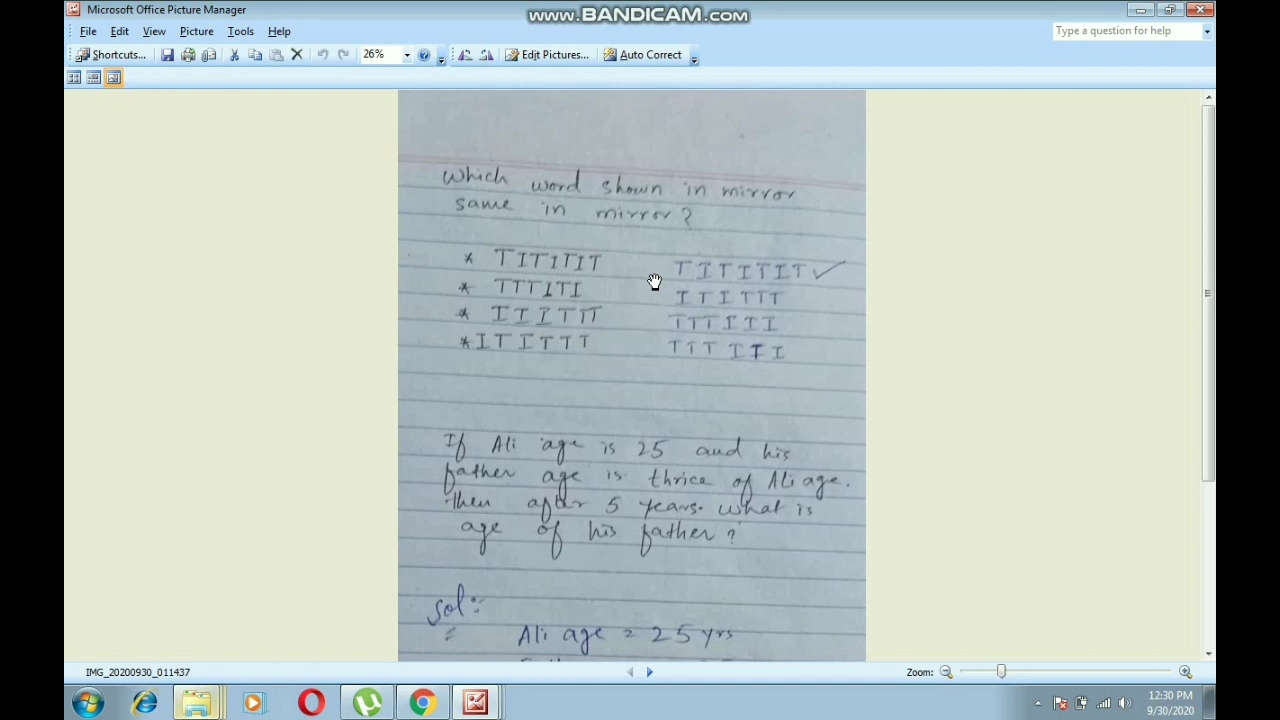 Microsoft Office Picture Manager
www.BANDICAM.com
File Edit View Picture Tools Help
Type a question for help
Shortcuts... 26% Edit Pictures... Auto Correct
which word shown in mirror
same in mirror?
* TITITIT TITITIT ✓
* TTTITI ITITTT
* IIITTT TTTIII
* ITITTT TTTITI
If Ali age is 25 and his
father age is thrice of Ali age.
Then after 5 years. what is
age of his father?
Sol:
Ali age = 25 yrs
IMG_20200930_011437
Zoom:
12:30 PM
9/30/2020